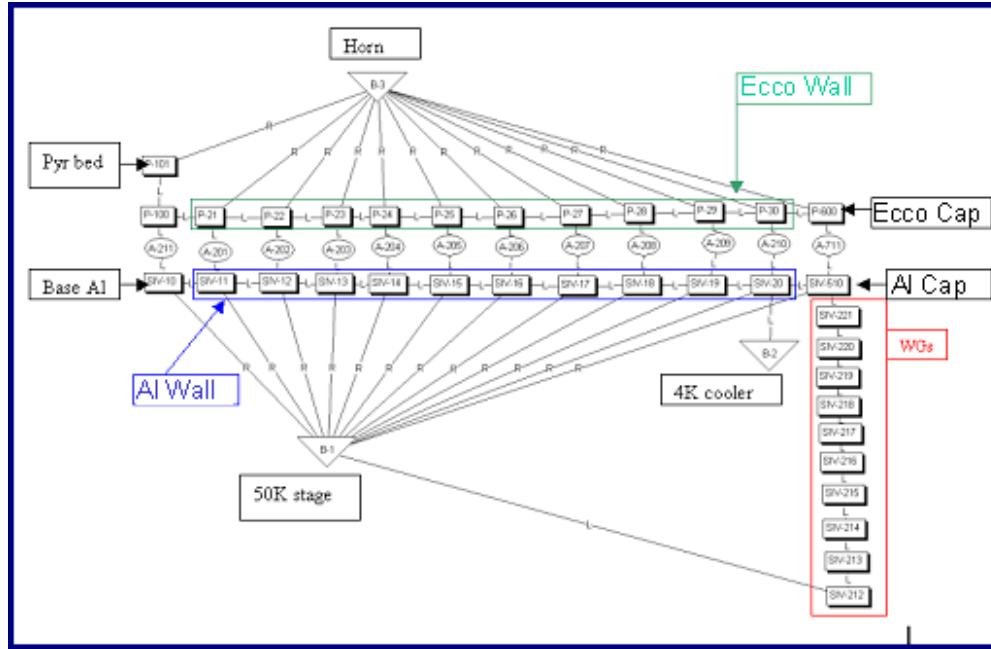 Horn
B-3
Ecco Wall
R
Pyr bed
P-101
R R R R R R R R R R
L
P-100 L P-21 L P-22 L P-23 L P-24 L P-25 L P-26 L P-27 L P-28 L P-29 L P-30 L P-600
Ecco Cap
L L L L L L L L L L L L
A-211 A-201 A-202 A-203 A-204 A-205 A-206 A-207 A-208 A-209 A-210 A-711
Base Al
SIV-10 L SIV-11 L SIV-12 L SIV-13 L SIV-14 L SIV-15 L SIV-16 L SIV-17 L SIV-18 L SIV-19 L SIV-20 L SIV-510
Al Cap
L
SIV-221
WGs
L
SIV-220
B-2
R R R R R R R R R R R
SIV-219
Al Wall
4K cooler
SIV-218
L
SIV-217
B-1
L
SIV-216
50K stage
L
SIV-215
L
SIV-214
L
L
SIV-213
L
SIV-212